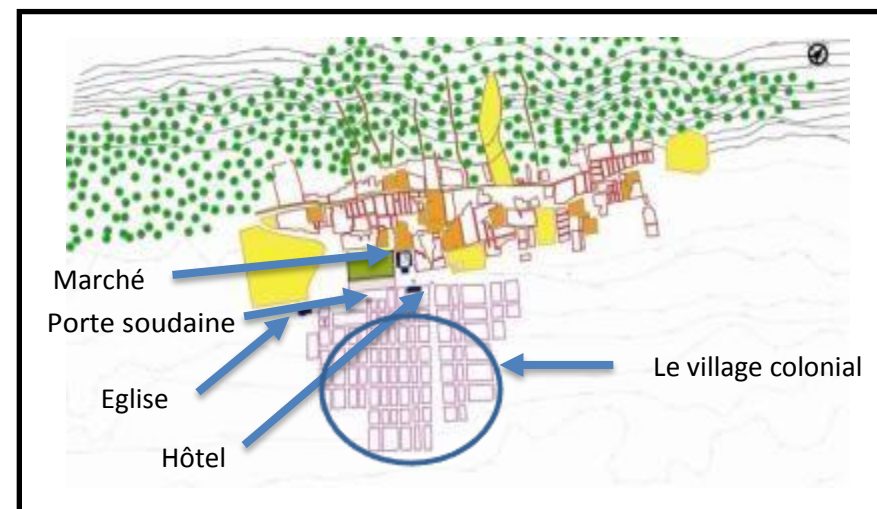 Marché
Porte soudaine
Le village colonial
Eglise
Hôtel